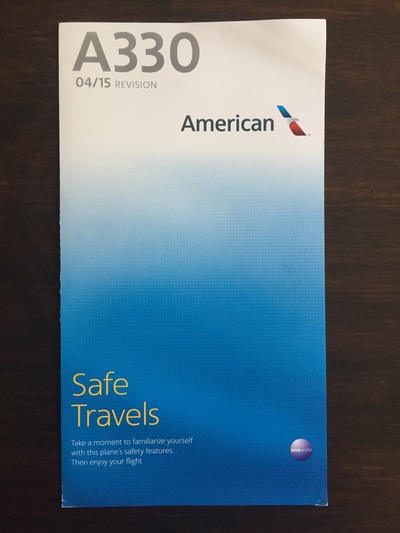 A330
04/15 REVISION
American
Safe
Travels
Take a moment to familiarize yourself
with this plane's safety features.
Then enjoy your flight
oneworld